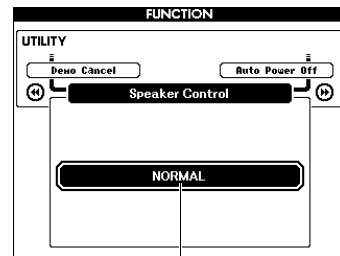 FUNCTION
UTILITY
Demo Cancel Auto Power Off
Speaker Control
NORMAL